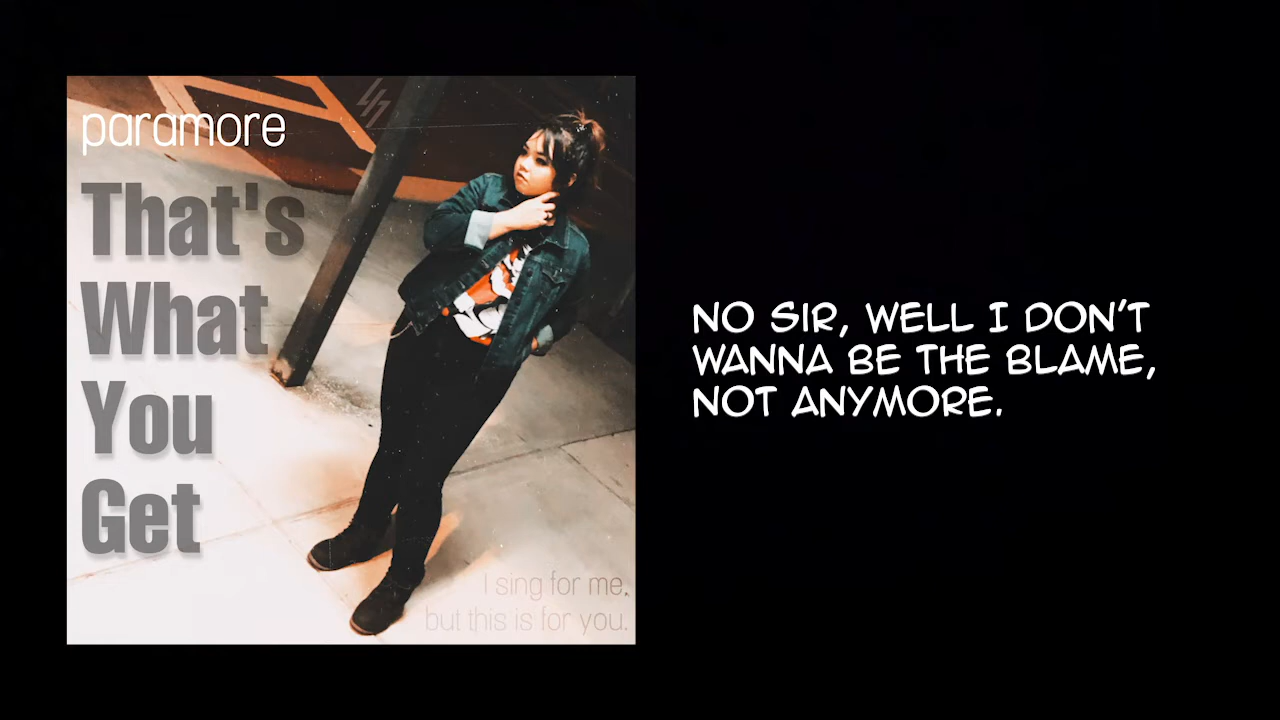 paramore
That's
What
You
Get
I sing for me,
but this is for you.
NO SIR, WELL I DON'T
WANNA BE THE BLAME,
NOT ANYMORE.